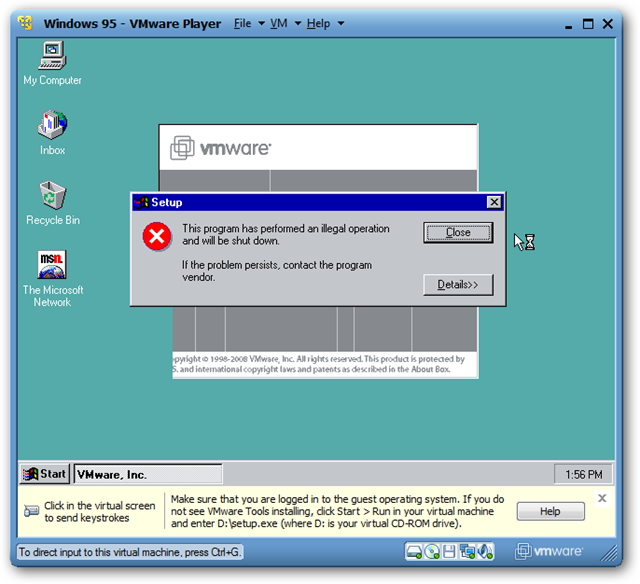 Windows 95 - VMware Player File VM Help
My Computer
Inbox
Recycle Bin
msn.
The Microsoft
Network
vmware®
Setup
This program has performed an illegal operation
and will be shut down.
If the problem persists, contact the program
vendor.
Close
Details>>
opyright © 1998-2008 VMware, Inc. All rights reserved. This product is protected by
S. and international copyright laws and patents as described in the About Box.
Start VMware, Inc. 1:56 PM
Click in the virtual screen
to send keystrokes
Make sure that you are logged in to the guest operating system. If you do
not see VMware Tools installing, click Start > Run in your virtual machine
and enter D:\setup.exe (where D: is your virtual CD-ROM drive).
Help
To direct input to this virtual machine, press Ctrl+G.
vmware